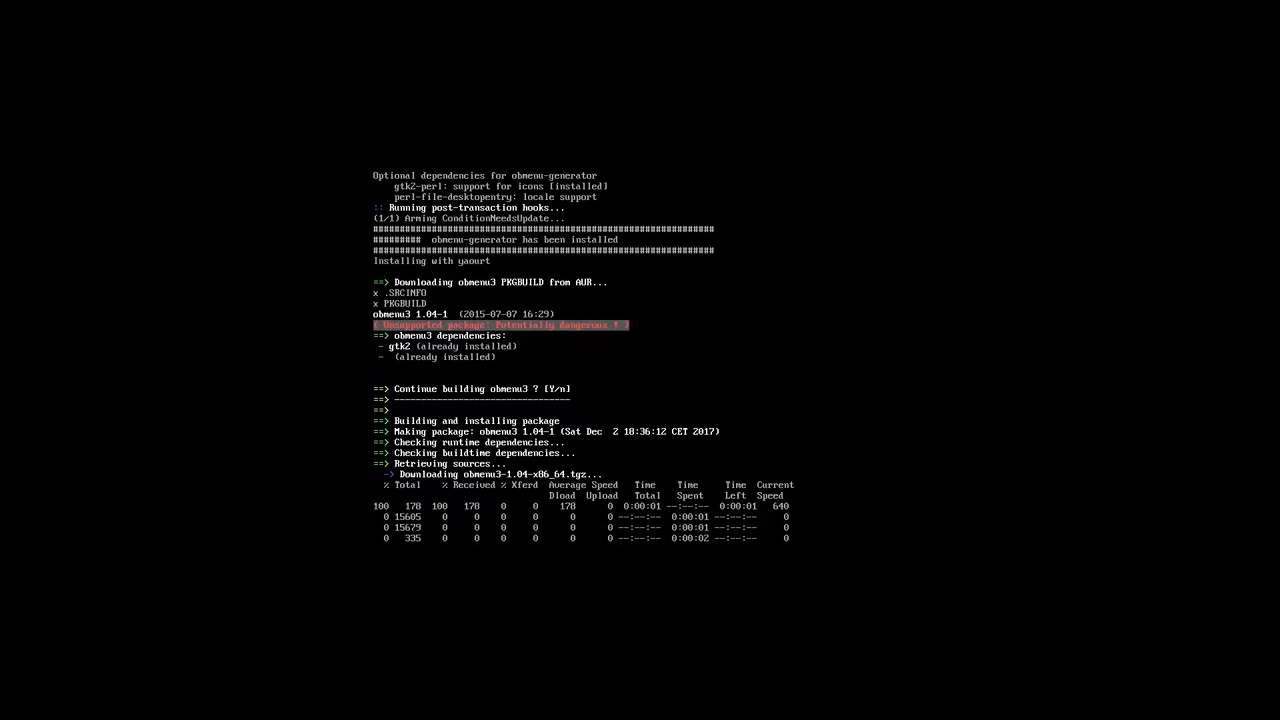 Optional dependencies for obmenu-generator
    gtk2-perl: support for icons [installed]
    perl-file-desktopentry: locale support
:: Running post-transaction hooks...
(1/1) Arming ConditionNeedsUpdate...
################################################################
#########  obmenu-generator has been installed
################################################################
Installing with yaourt
==> Downloading obmenu3 PKGBUILD from AUR...
x .SRCINFO
x PKGBUILD
obmenu3 1.04-1  (2015-07-07 16:29)
( Unsupported package: Potentially dangerous ! )
==> obmenu3 dependencies:
 - gtk2 (already installed)
 -  (already installed)
==> Continue building obmenu3 ? [Y/n]
==> ---------------------------------
==>
==> Building and installing package
==> Making package: obmenu3 1.04-1 (Sat Dec  2 18:36:12 CET 2017)
==> Checking runtime dependencies...
==> Checking buildtime dependencies...
==> Retrieving sources...
  -> Downloading obmenu3-1.04-x86_64.tgz...
  % Total    % Received % Xferd  Average Speed   Time    Time     Time  Current
                                 Dload  Upload   Total   Spent    Left  Speed
100   178  100   178    0     0    178      0  0:00:01 --:--:--  0:00:01   640
  0 15605    0     0    0     0      0      0 --:--:--  0:00:01 --:--:--     0
  0 15679    0     0    0     0      0      0 --:--:--  0:00:01 --:--:--     0
  0   335    0     0    0     0      0      0 --:--:--  0:00:02 --:--:--     0